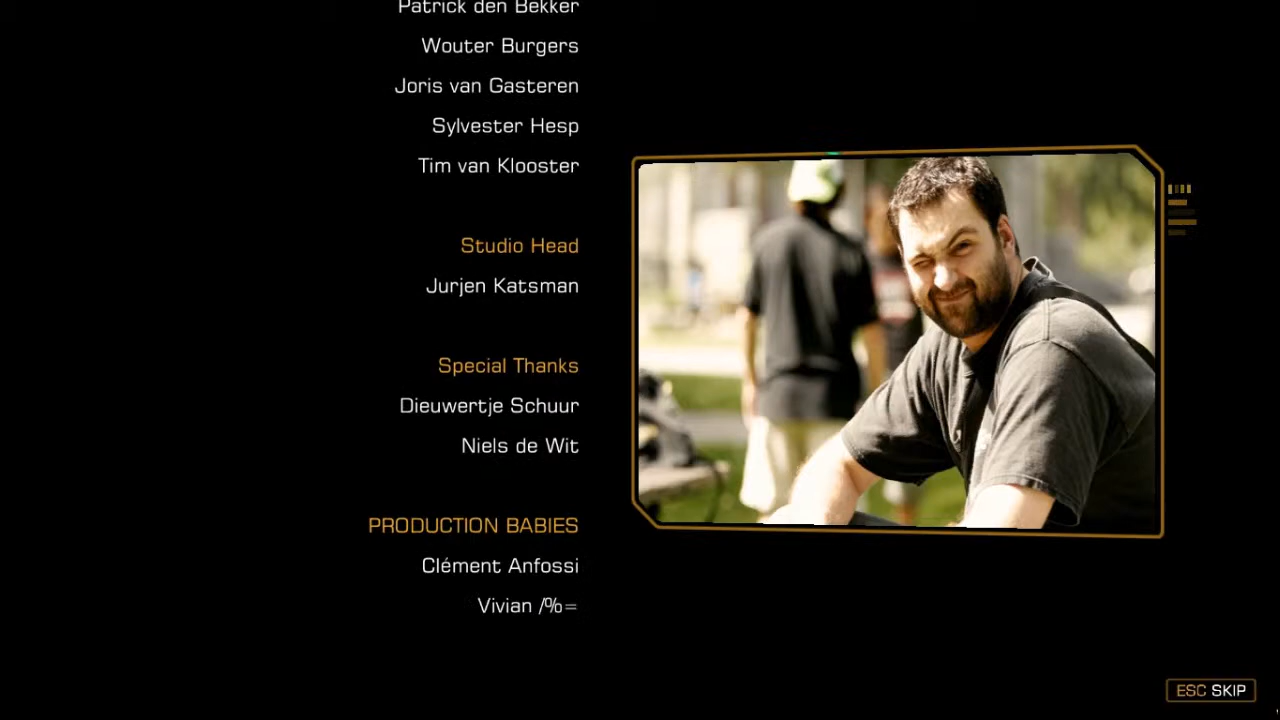 Patrick den Bekker
Wouter Burgers
Joris van Gasteren
Sylvester Hesp
Tim van Klooster
Studio Head
Jurjen Katsman
Special Thanks
Dieuwertje Schuur
Niels de Wit
PRODUCTION BABIES
Clément Anfossi
Vivian /%=
ESC SKIP